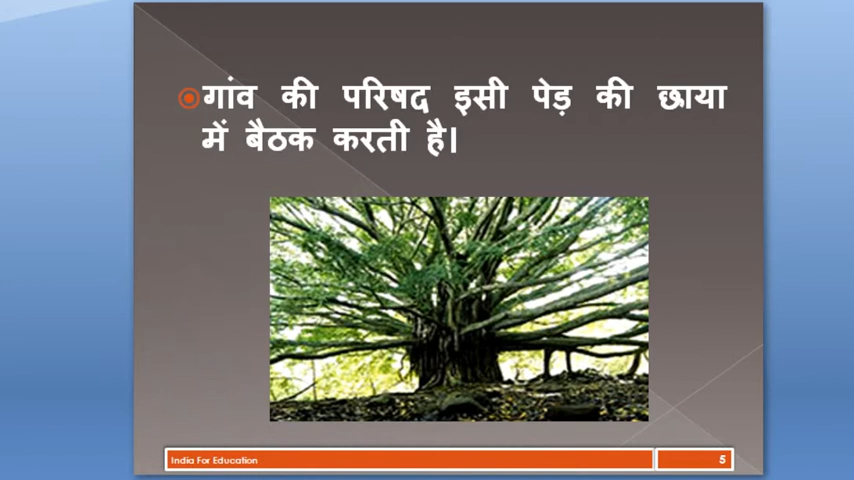 गांव की परिषद इसी पेड़ की छाया
में बैठक करती है।
India For Education
5